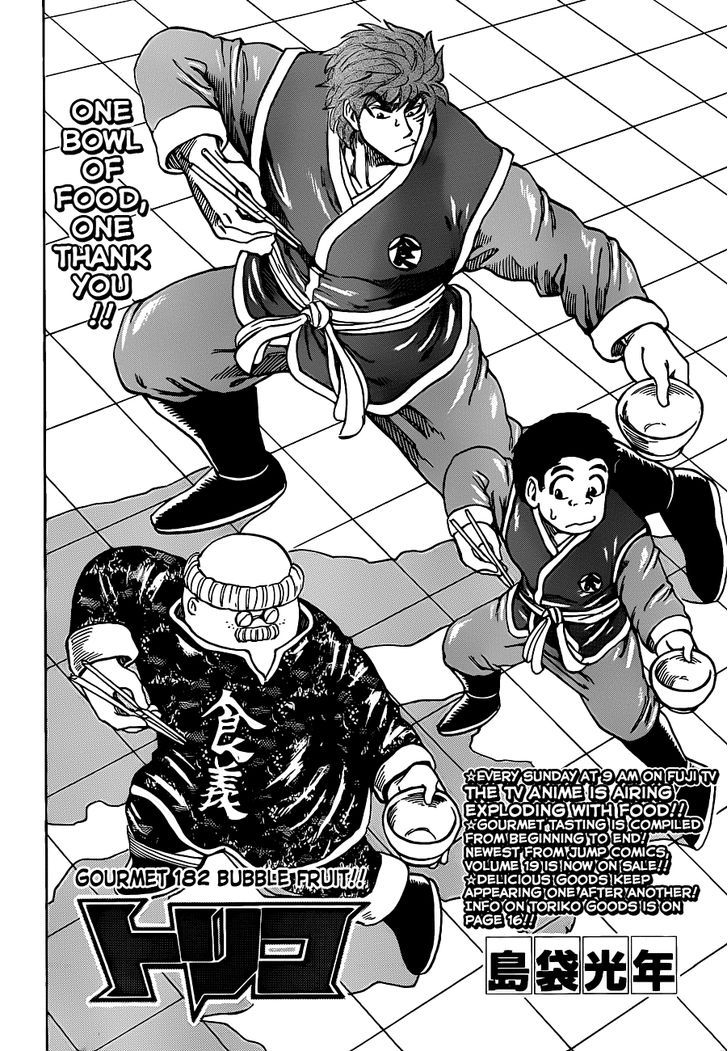 ONE
BOWL
OF
FOOD,
ONE
THANK
YOU
!!
食
食
食義
☆EVERY SUNDAY AT 9 AM ON FUJI TV
THE TV ANIME IS AIRING
EXPLODING WITH FOOD!!
☆GOURMET TASTING IS COMPILED
FROM BEGINNING TO END!
NEWEST FROM JUMP COMICS,
VOLUME 19 IS NOW ON SALE!!
☆DELICIOUS GOODS KEEP
APPEARING ONE AFTER ANOTHER!
INFO ON TORIKO GOODS IS ON
PAGE 16!!
GOURMET 182 BUBBLE FRUIT!!
トリコ
島袋光年